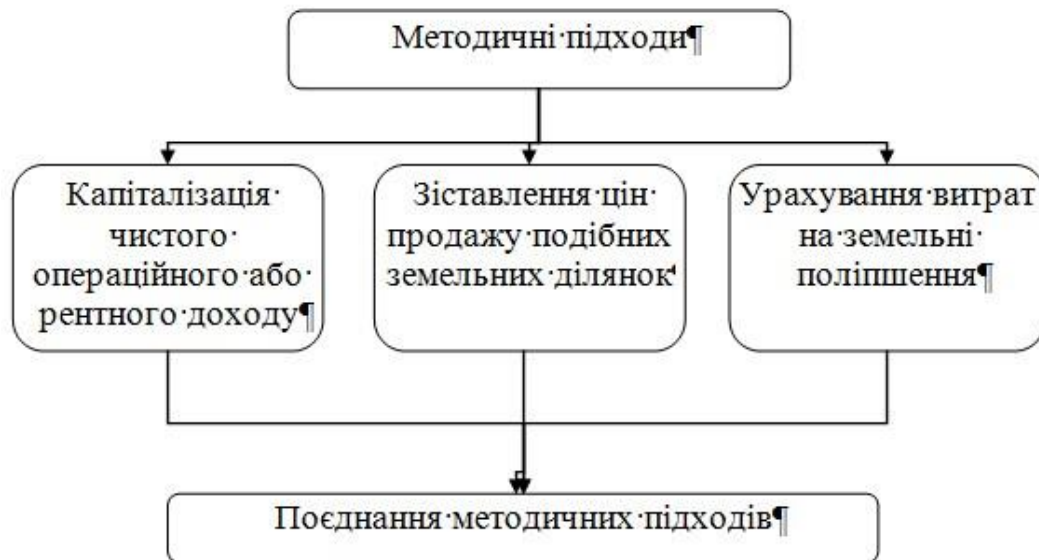 Методичні·підходи¶
Капіталізація·
чистого·
операційного·або·
рентного·доходу¶
Зіставлення·цін·
продажу·подібних·
земельних·ділянок
Урахування·витрат·
на·земельні·
поліпшення¶
Поєднання·методичних·підходів¶